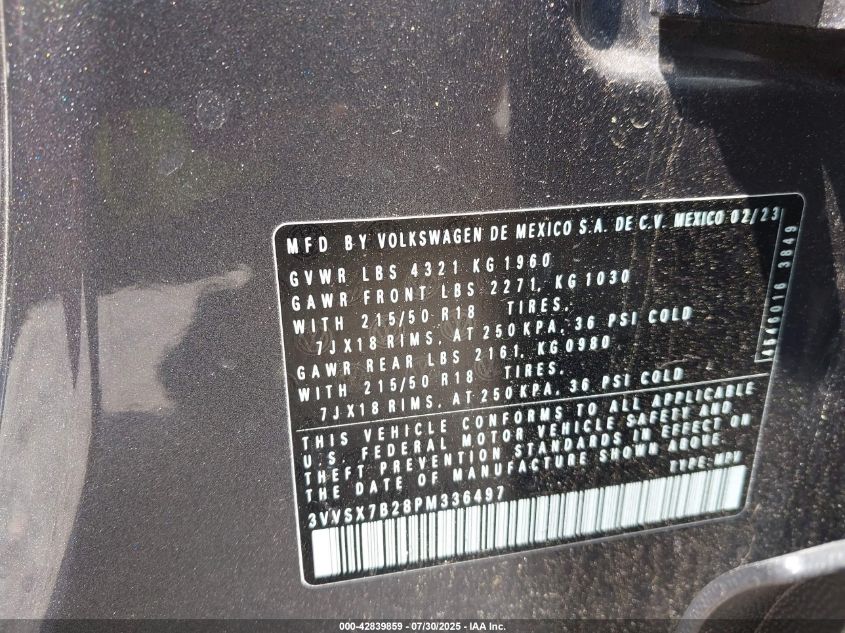 MFD BY VOLKSWAGEN DE MEXICO S.A. DE C.V. MEXICO 02/23
GVWR LBS 4321 KG 1960
GAWR FRONT LBS 2271, KG 1030
WITH 215/50 R18 TIRES.
7JX18 RIMS, AT 250 KPA, 36 PSI COLD
GAWR REAR LBS 2161, KG 0980
WITH 215/50 R18 TIRES.
7JX18 RIMS, AT 250 KPA, 36 PSI COLD
3849
THIS VEHICLE CONFORMS TO ALL APPLICABLE
U.S. FEDERAL MOTOR VEHICLE SAFETY AND
THEFT PREVENTION STANDARDS IN EFFECT ON
THE DATE OF MANUFACTURE SHOWN ABOVE.
TYPE:MPV
3VVSX7B28PM336497
000-42839859 - 07/30/2025 - IAA Inc.